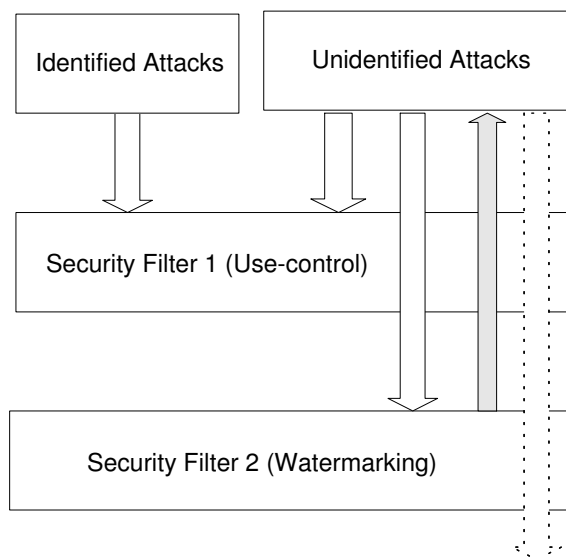 Identified Attacks
Unidentified Attacks
Security Filter 1 (Use-control)
Security Filter 2 (Watermarking)